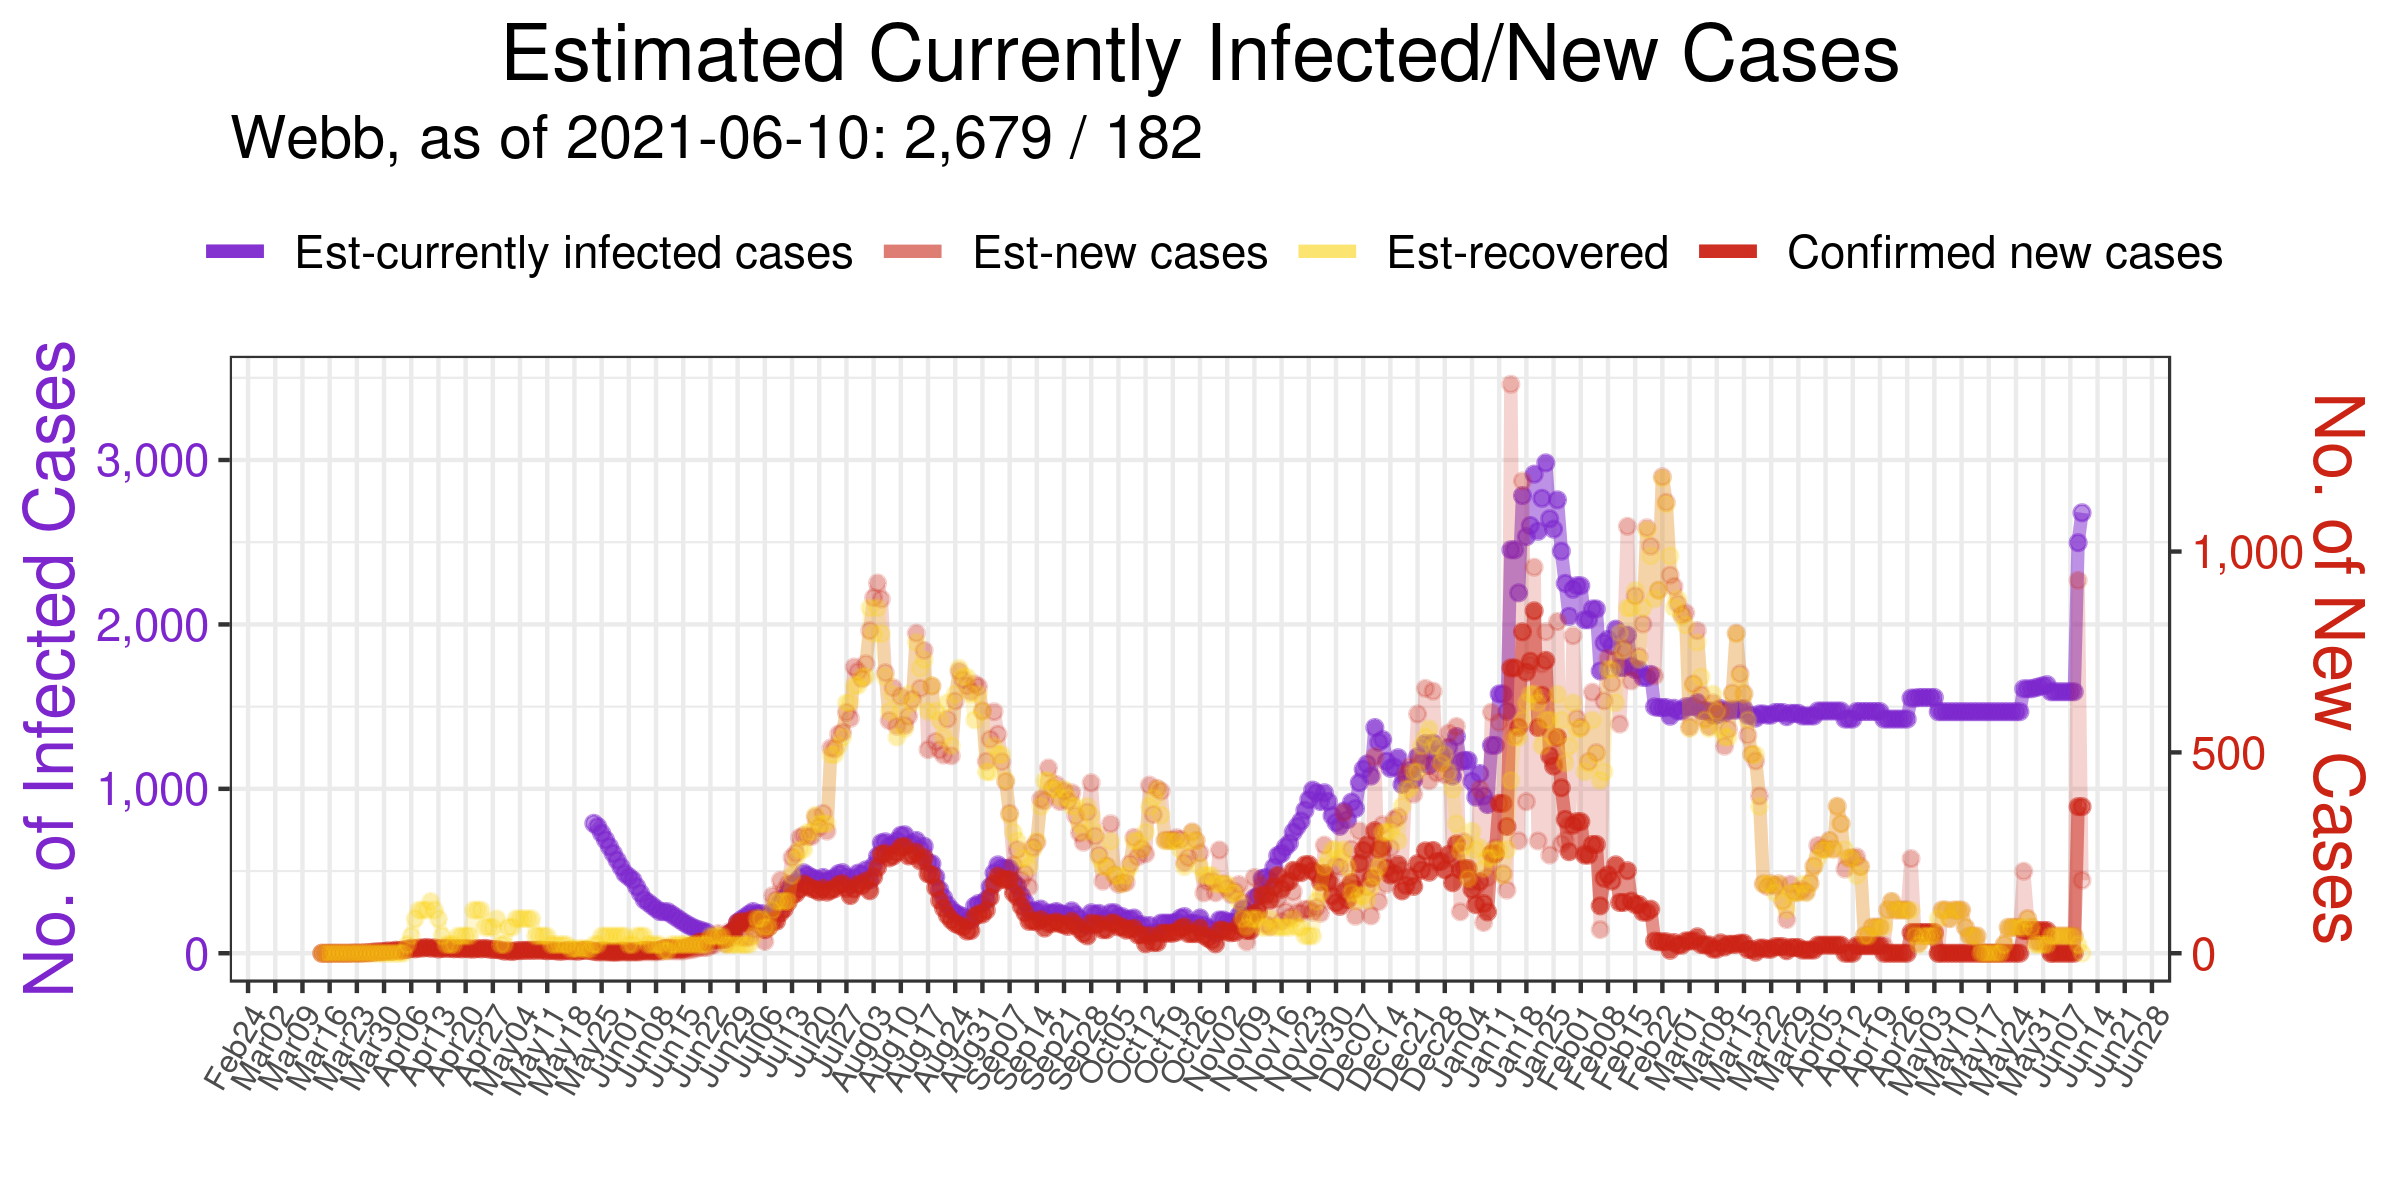 Estimated Currently Infected/New Cases
Webb, as of 2021-06-10: 2,679 / 182
Est-currently infected cases Est-new cases Est-recovered Confirmed new cases
No. of Infected Cases
3,000
2,000
1,000
0
No. of New Cases
1,000
500
0
Feb24 Mar02 Mar09 Mar16 Mar23 Mar30 Apr06 Apr13 Apr20 Apr27 May04 May11 May18 May25 Jun01 Jun08 Jun15 Jun22 Jun29 Jul06 Jul13 Jul20 Jul27 Aug03 Aug10 Aug17 Aug24 Aug31 Sep07 Sep14 Sep21 Sep28 Oct05 Oct12 Oct19 Oct26 Nov02 Nov09 Nov16 Nov23 Nov30 Dec07 Dec14 Dec21 Dec28 Jan04 Jan11 Jan18 Jan25 Feb01 Feb08 Feb15 Feb22 Mar01 Mar08 Mar15 Mar22 Mar29 Apr05 Apr12 Apr19 Apr26 May03 May10 May17 May24 May31 Jun07 Jun14 Jun21 Jun28